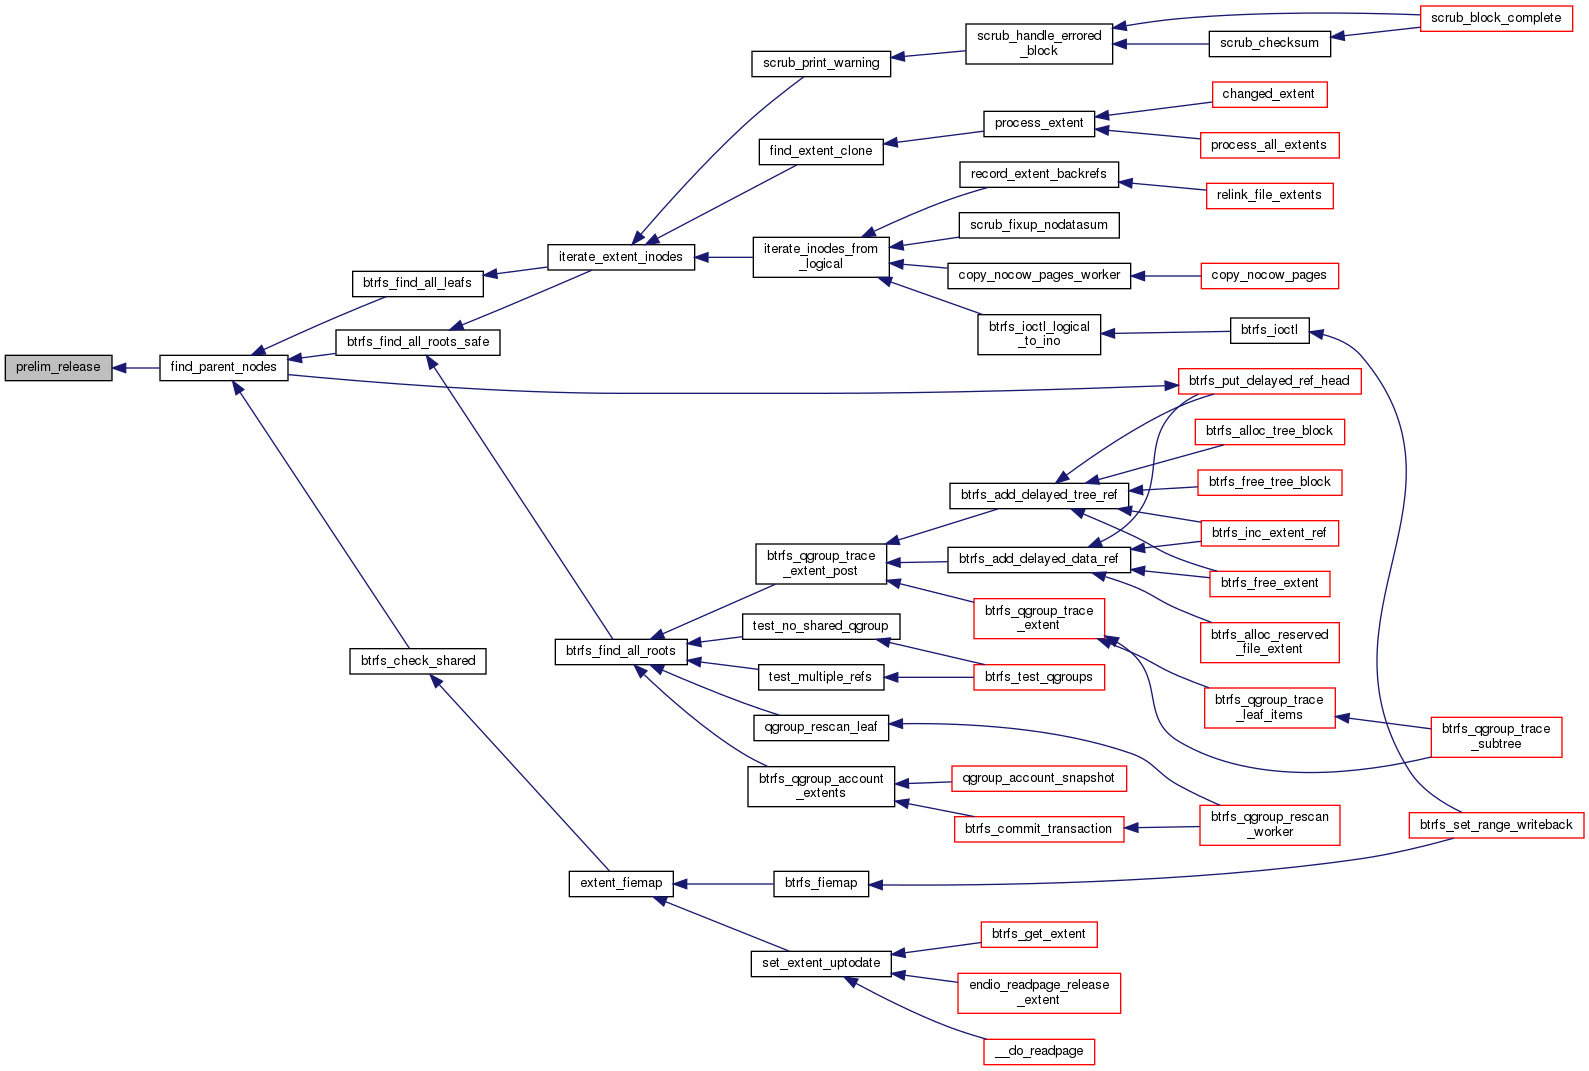 prelim_release
find_parent_nodes
btrfs_find_all_leafs
btrfs_find_all_roots_safe
btrfs_check_shared
iterate_extent_inodes
btrfs_find_all_roots
extent_fiemap
scrub_print_warning
find_extent_clone
iterate_inodes_from
_logical
btrfs_qgroup_trace
_extent_post
test_no_shared_qgroup
test_multiple_refs
qgroup_rescan_leaf
btrfs_qgroup_account
_extents
btrfs_fiemap
set_extent_uptodate
scrub_handle_errored
_block
process_extent
record_extent_backrefs
scrub_fixup_nodatasum
copy_nocow_pages_worker
btrfs_ioctl_logical
_to_ino
btrfs_add_delayed_tree_ref
btrfs_add_delayed_data_ref
btrfs_qgroup_trace
_extent
btrfs_test_qgroups
qgroup_account_snapshot
btrfs_commit_transaction
btrfs_get_extent
endio_readpage_release
_extent
__do_readpage
scrub_checksum
changed_extent
process_all_extents
relink_file_extents
copy_nocow_pages
btrfs_ioctl
btrfs_put_delayed_ref_head
btrfs_alloc_tree_block
btrfs_free_tree_block
btrfs_inc_extent_ref
btrfs_free_extent
btrfs_alloc_reserved
_file_extent
btrfs_qgroup_trace
_leaf_items
btrfs_qgroup_rescan
_worker
scrub_block_complete
btrfs_qgroup_trace
_subtree
btrfs_set_range_writeback